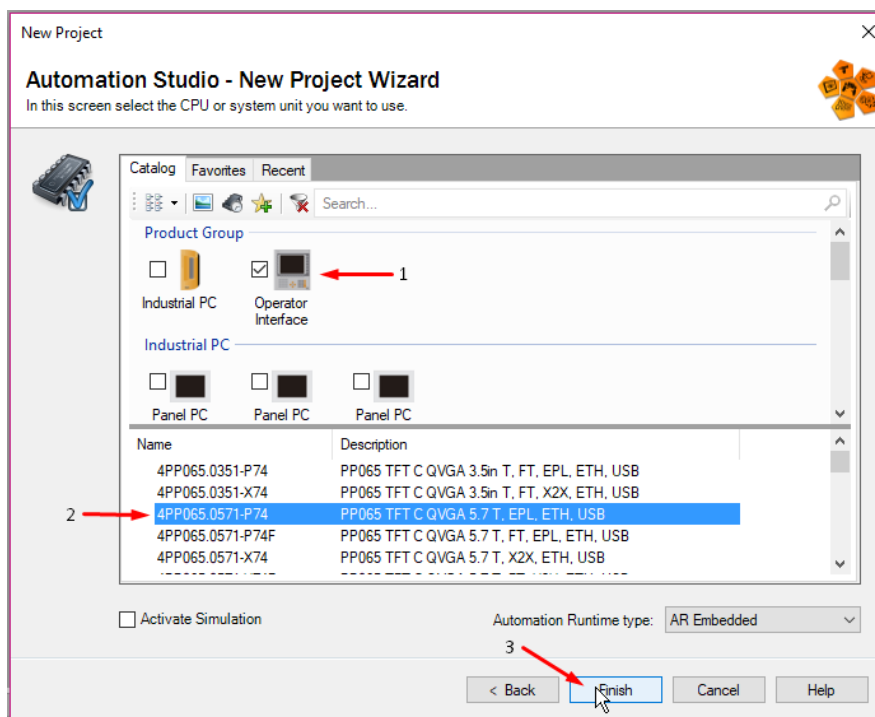 New Project
Automation Studio - New Project Wizard
In this screen select the CPU or system unit you want to use.
Catalog Favorites Recent
Search...
Product Group
1
Industrial PC Operator Interface
Industrial PC
Panel PC Panel PC Panel PC
Name Description
4PP065.0351-P74 PP065 TFT C QVGA 3.5in T, FT, EPL, ETH, USB
4PP065.0351-X74 PP065 TFT C QVGA 3.5in T, FT, X2X, ETH, USB
2 4PP065.0571-P74 PP065 TFT C QVGA 5.7 T, EPL, ETH, USB
4PP065.0571-P74F PP065 TFT C QVGA 5.7 T, FT, EPL, ETH, USB
4PP065.0571-X74 PP065 TFT C QVGA 5.7 T, X2X, ETH, USB
Activate Simulation Automation Runtime type: AR Embedded
3
< Back Finish Cancel Help